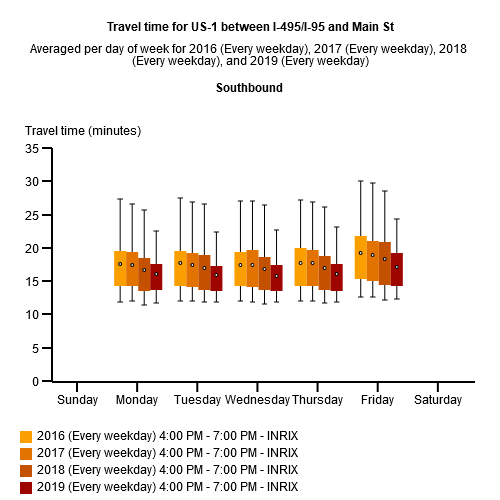 Travel time for US-1 between I-495/I-95 and Main St
Averaged per day of week for 2016 (Every weekday), 2017 (Every weekday), 2018
(Every weekday), and 2019 (Every weekday)
Southbound
Travel time (minutes)
35
30
25
20
15
10
5
0
Sunday Monday Tuesday Wednesday Thursday Friday Saturday
2016 (Every weekday) 4:00 PM - 7:00 PM - INRIX
2017 (Every weekday) 4:00 PM - 7:00 PM - INRIX
2018 (Every weekday) 4:00 PM - 7:00 PM - INRIX
2019 (Every weekday) 4:00 PM - 7:00 PM - INRIX